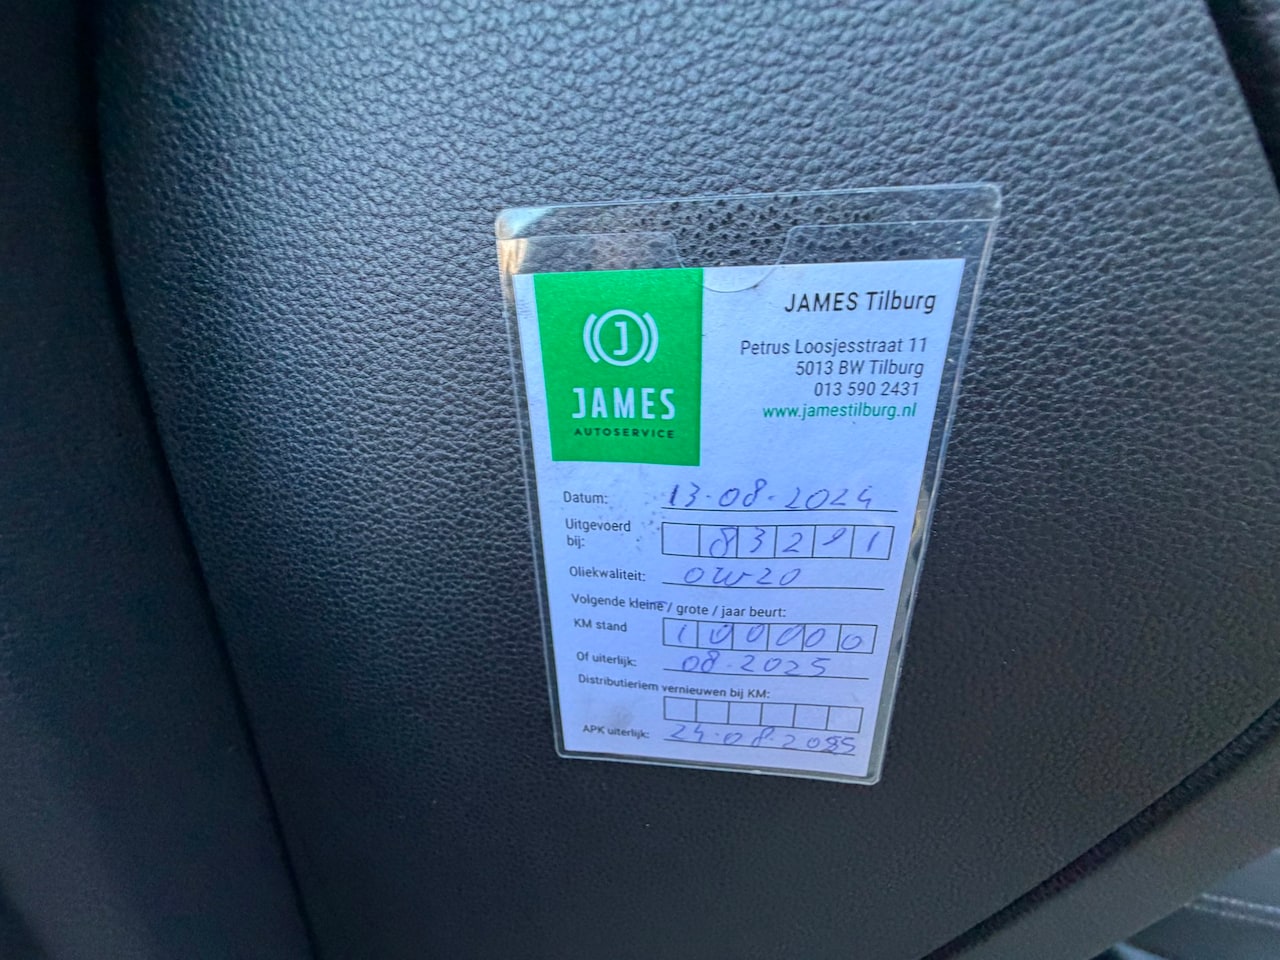 J
JAMES
AUTOSERVICE
JAMES Tilburg
Petrus Loosjesstraat 11
5013 BW Tilburg
013 590 2431
www.jamestilburg.nl
Datum: 13-08-2024
Uitgevoerd bij: 83291
Oliekwaliteit: 0W20
Volgende kleine / grote / jaar beurt:
KM stand 100000
Of uiterlijk: 08-2025
Distributieriem vernieuwen bij KM:
APK uiterlijk: 24-08-2025